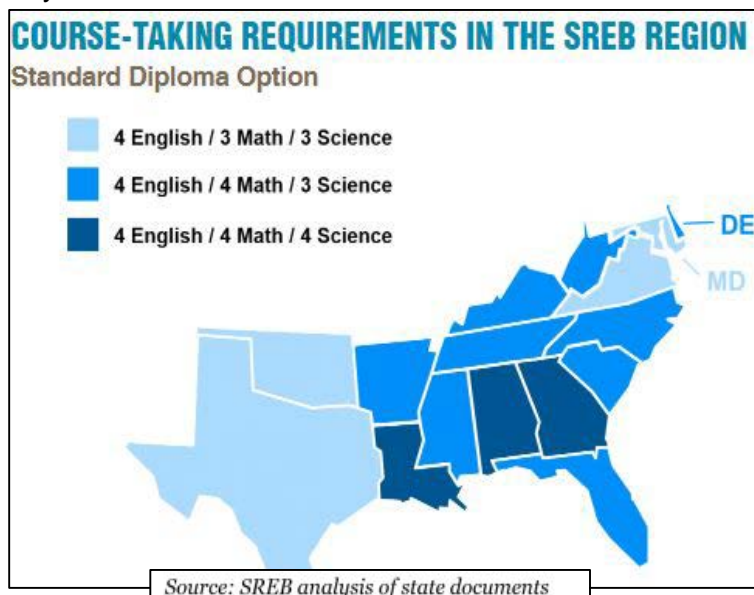 COURSE-TAKING REQUIREMENTS IN THE SREB REGION
Standard Diploma Option
4 English / 3 Math / 3 Science
4 English / 4 Math / 3 Science
4 English / 4 Math / 4 Science
DE
MD
Source: SREB analysis of state documents